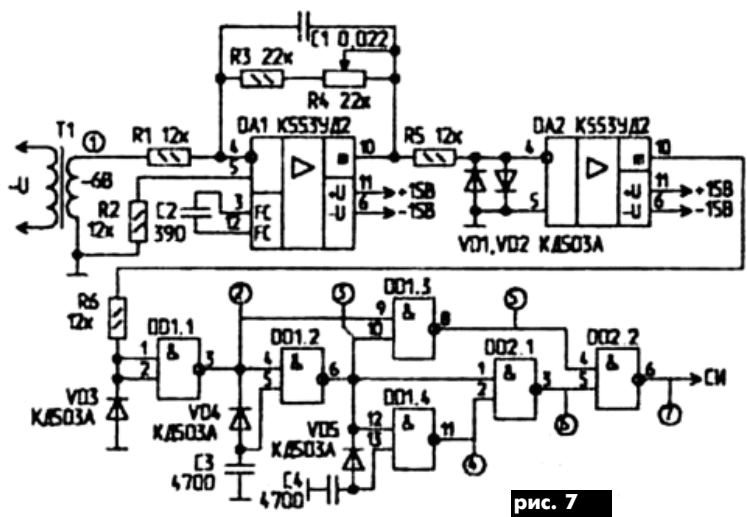 C1 0,022
R3 22к
R4 22к
T1
1
R1 12к
DA1 К553УД2
4
5
10
R5 12к
DA2 К553УД2
4
10
~U
~6В
R2
12к
C2
390
3
12
FC
FC
+U
-U
11
6
+15В
-15В
5
VD1, VD2 КД503А
+U
-U
11
6
+15В
-15В
R6
12к
DD1.1
1
2
&
3
2
DD1.2
4
5
&
6
3
DD1.3
9
10
&
8
5
DD2.1
1
2
&
3
DD2.2
4
5
&
6
СИ
7
6
VD3
КД503А
VD4
КД503А
VD5
КД503А
DD1.4
12
13
&
11
4
C3
4700
C4
4700
рис. 7